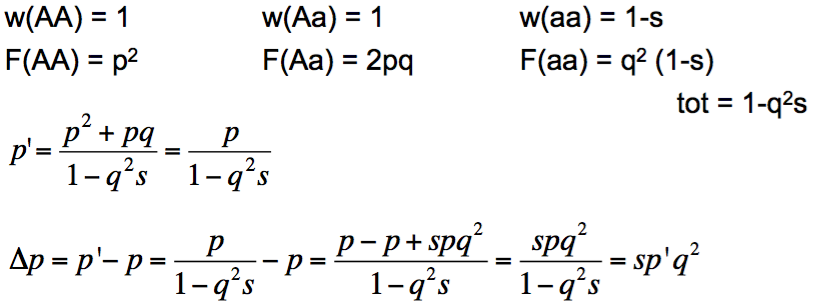 w(AA) = 1 w(Aa) = 1 w(aa) = 1-s
F(AA) = p² F(Aa) = 2pq F(aa) = q² (1-s)
tot = 1-q²s
p' = (p² + pq) / (1 − q²s) = p / (1 − q²s)
Δp = p' − p = p / (1 − q²s) − p = (p − p + spq²) / (1 − q²s) = spq² / (1 − q²s) = sp'q²